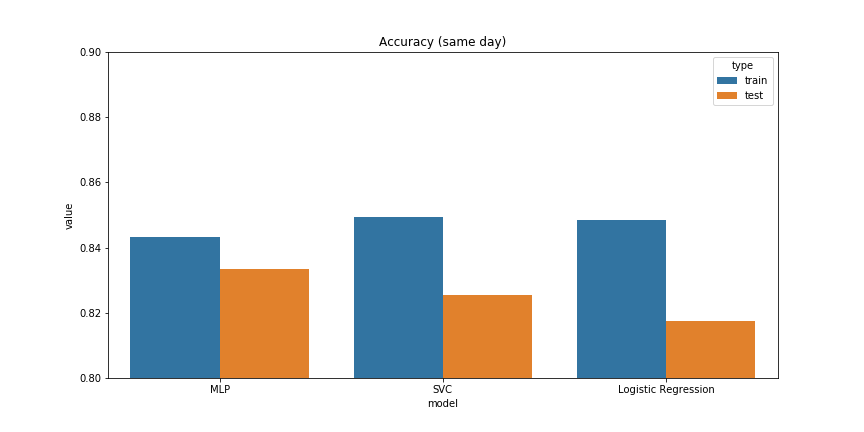 Accuracy (same day)
0.90
0.88
0.86
0.84
0.82
0.80
value
type
train
test
MLP
SVC
Logistic Regression
model